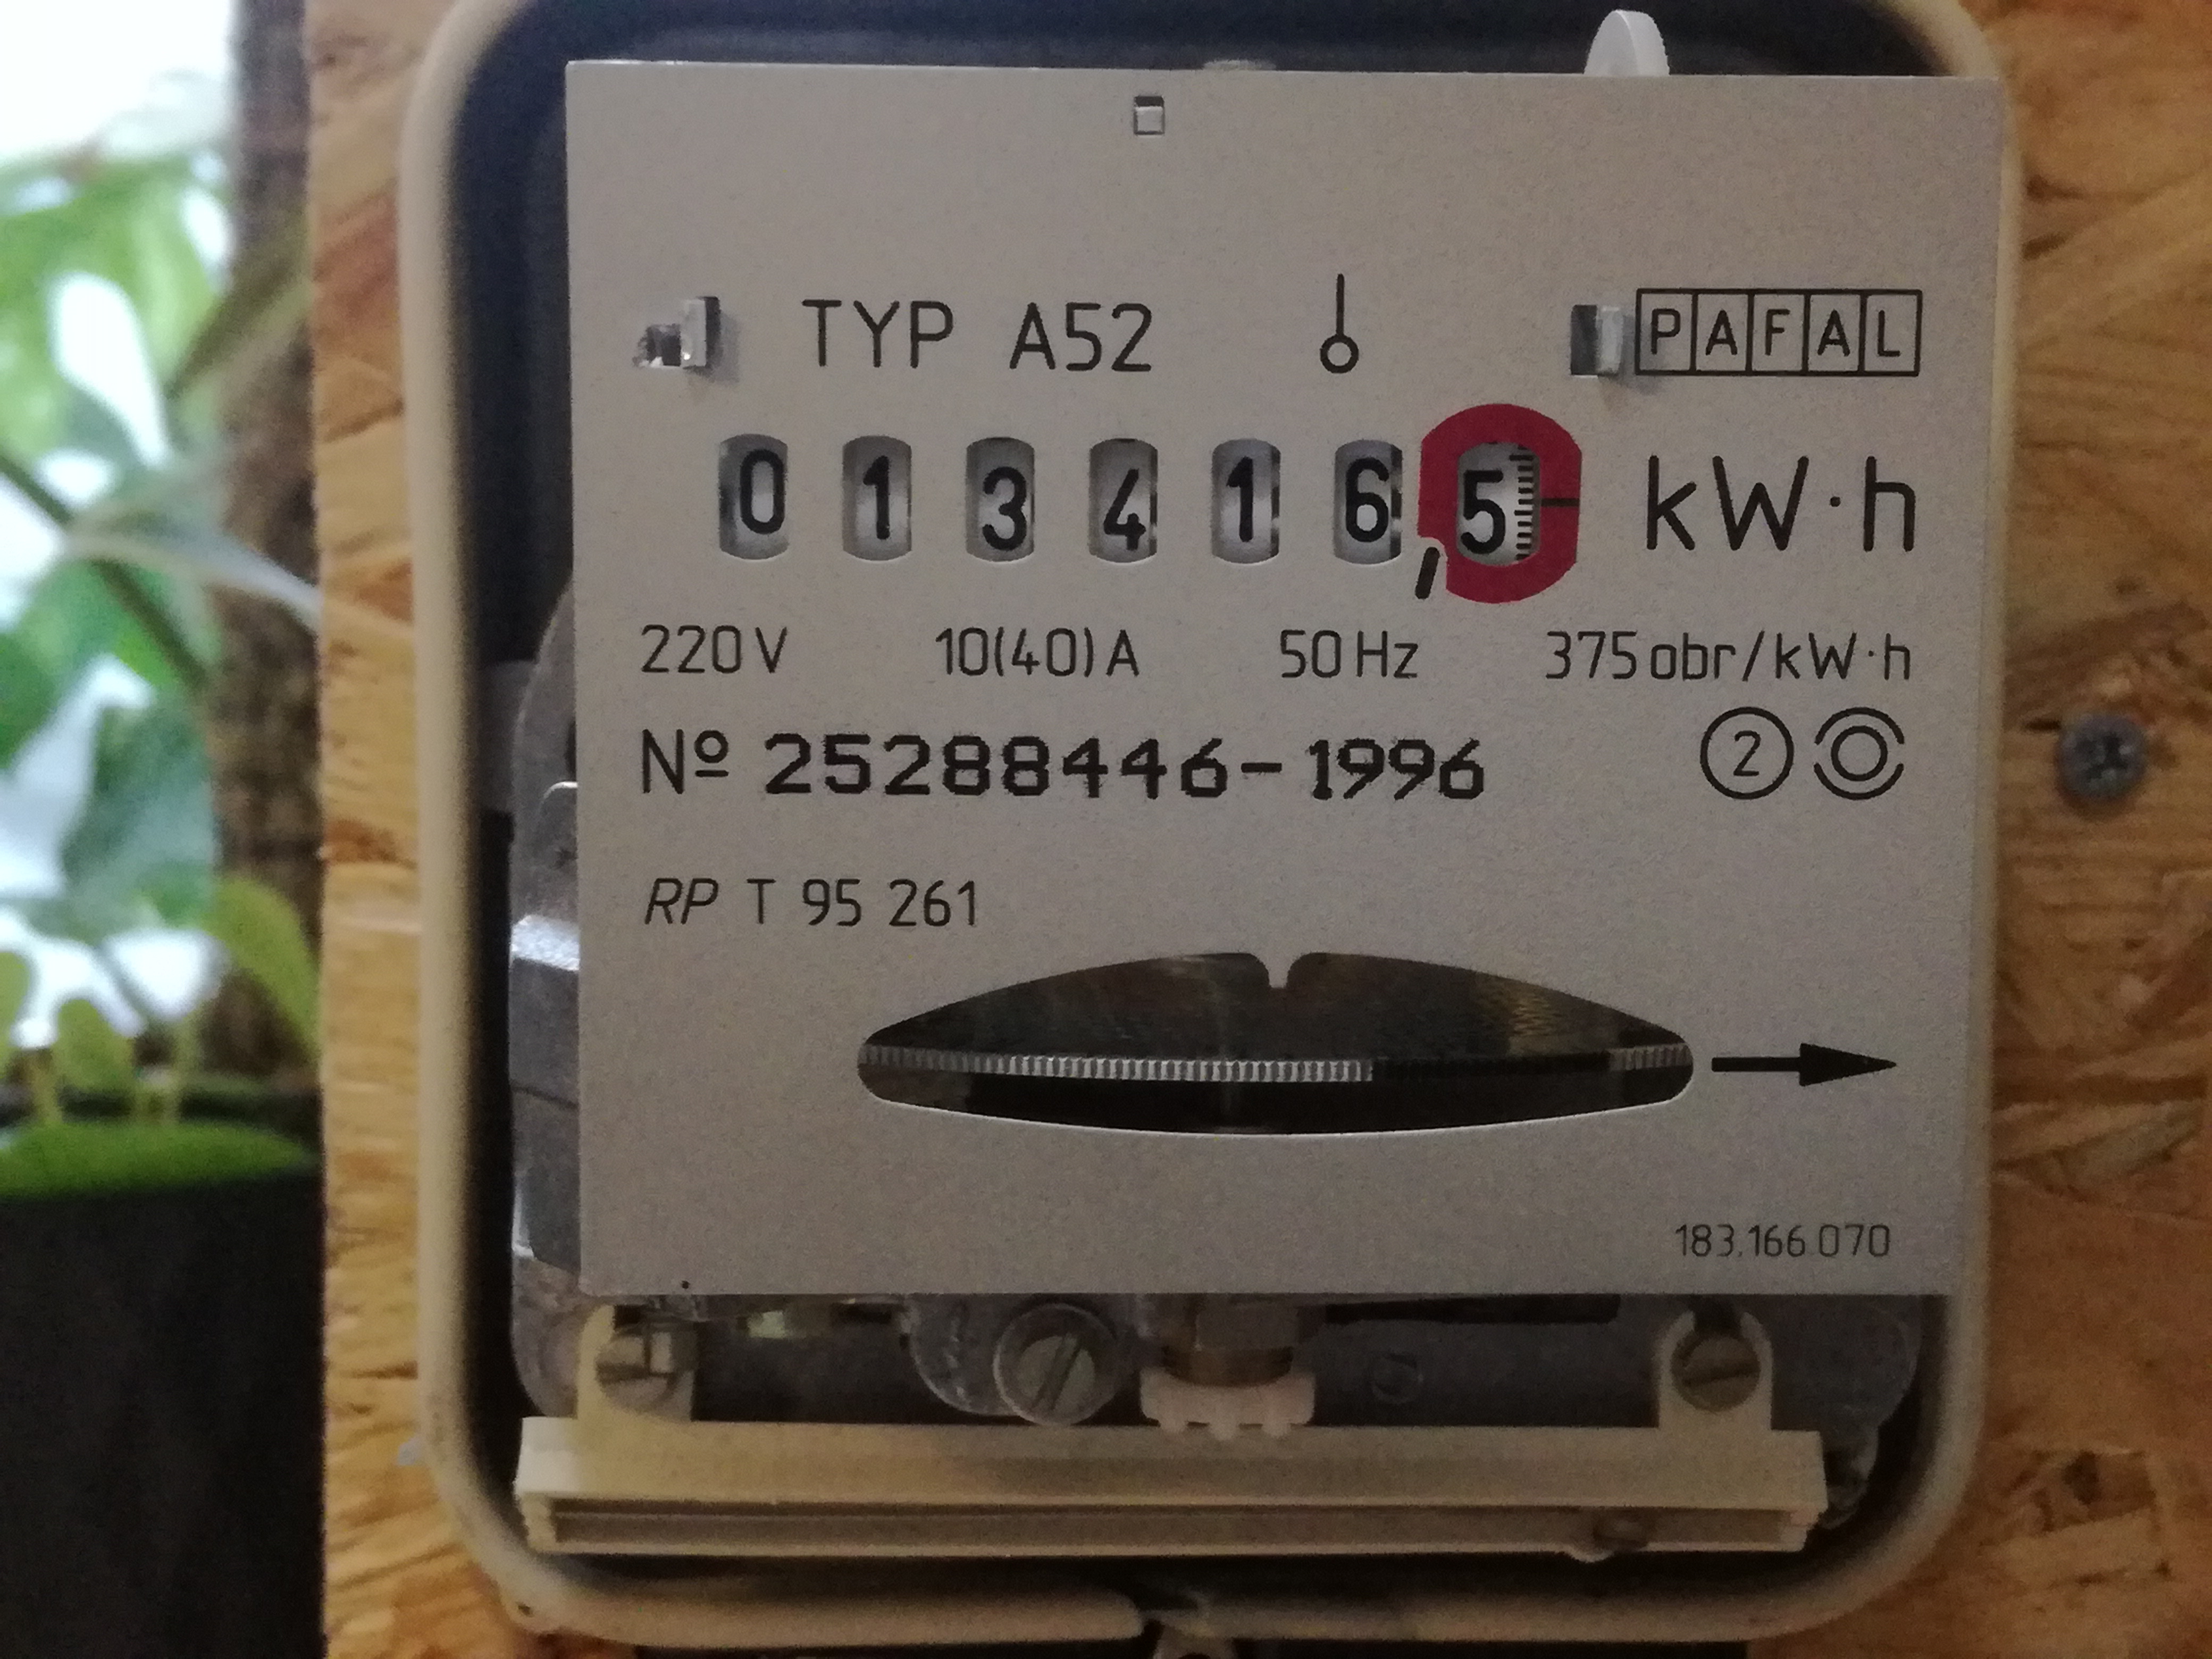 TYP A52 PAFAL
013416,5 kW·h
220V 10(40)A 50Hz 375obr/kW·h
Nº 25288446-1996 2
RP T 95 261
183.166.070